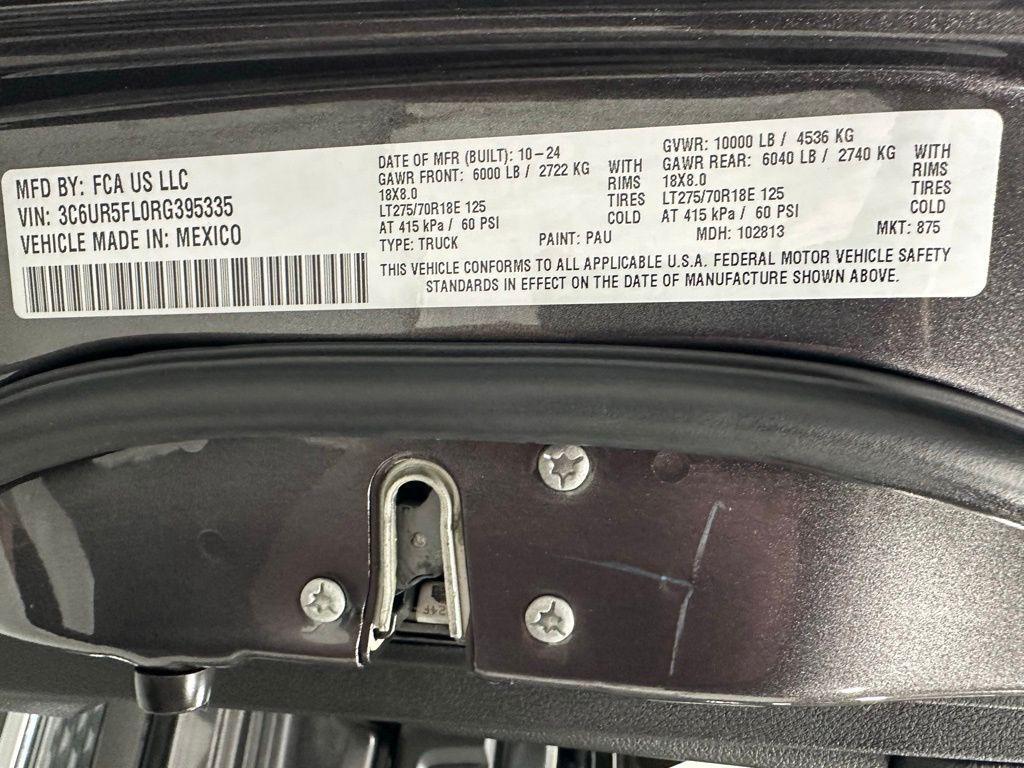 MFD BY: FCA US LLC
VIN: 3C6UR5FL0RG395335
VEHICLE MADE IN: MEXICO
DATE OF MFR (BUILT): 10-24
GAWR FRONT: 6000 LB / 2722 KG WITH
18X8.0 RIMS
LT275/70R18E 125 TIRES
AT 415 kPa / 60 PSI COLD
TYPE: TRUCK
PAINT: PAU
GVWR: 10000 LB / 4536 KG
GAWR REAR: 6040 LB / 2740 KG WITH
18X8.0 RIMS
LT275/70R18E 125 TIRES
AT 415 kPa / 60 PSI COLD
MDH: 102813
MKT: 875
THIS VEHICLE CONFORMS TO ALL APPLICABLE U.S.A. FEDERAL MOTOR VEHICLE SAFETY
STANDARDS IN EFFECT ON THE DATE OF MANUFACTURE SHOWN ABOVE.